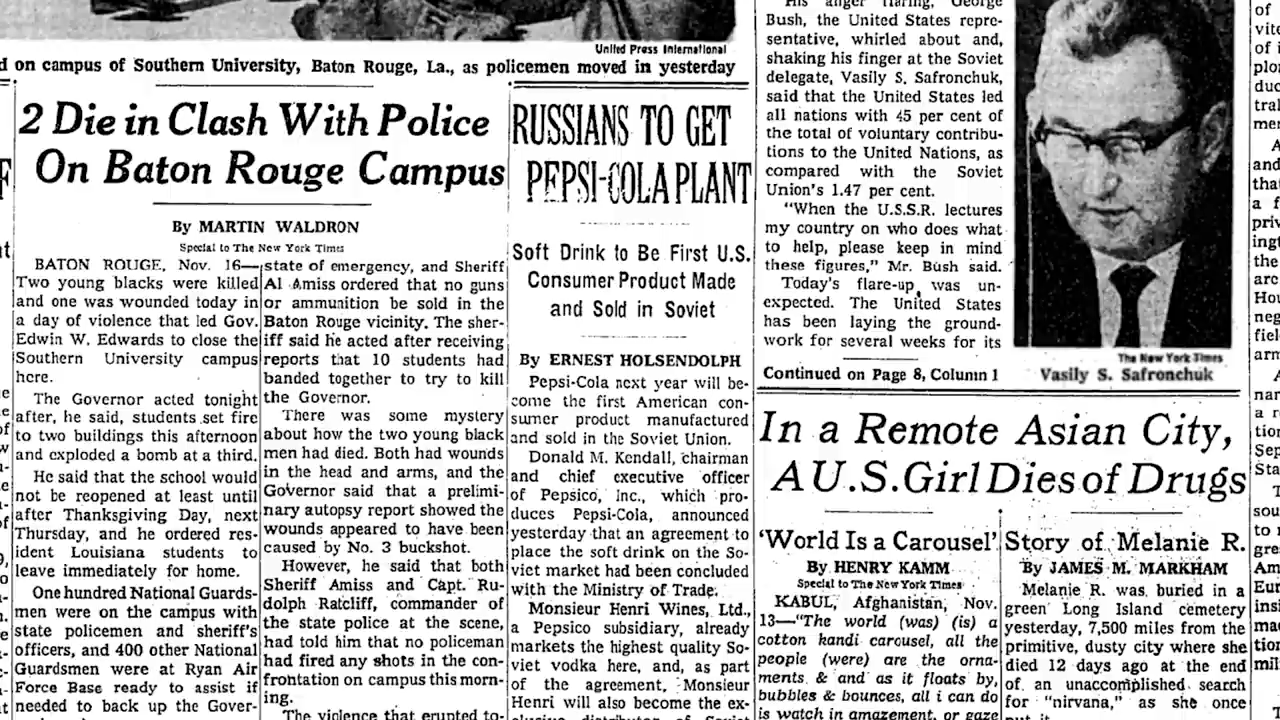 United Press International
on campus of Southern University, Baton Rouge, La., as policemen moved in yesterday
2 Die in Clash With Police
On Baton Rouge Campus
By MARTIN WALDRON
Special to The New York Times
BATON ROUGE, Nov. 16—
Two young blacks were killed
and one was wounded today in
a day of violence that led Gov.
Edwin W. Edwards to close the
Southern University campus
here.
The Governor acted tonight
after, he said, students set fire
to two buildings this afternoon
and exploded a bomb at a third.
He said that the school would
not be reopened at least until
after Thanksgiving Day, next
Thursday, and he ordered res-
ident Louisiana students to
leave immediately for home.
One hundred National Guards-
men were on the campus with
state policemen and sheriff's
officers, and 400 other National
Guardsmen were at Ryan Air
Force Base ready to assist if
needed to back up the Gover-
state of emergency, and Sheriff
Al Amiss ordered that no guns
or ammunition be sold in the
Baton Rouge vicinity. The sher-
iff said he acted after receiving
reports that 10 students had
banded together to try to kill
the Governor.
There was some mystery
about how the two young black
men had died. Both had wounds
in the head and arms, and the
Governor said that a prelimi-
nary autopsy report showed the
wounds appeared to have been
caused by No. 3 buckshot.
However, he said that both
Sheriff Amiss and Capt. Ru-
dolph Ratcliff, commander of
the state police at the scene,
had told him that no policeman
had fired any shots in the con-
frontation on campus this morn-
ing.
The violence that erupted to-
RUSSIANS TO GET
PEPSI-COLA PLANT
Soft Drink to Be First U.S.
Consumer Product Made
and Sold in Soviet
By ERNEST HOLSENDOLPH
Pepsi-Cola next year will be-
come the first American con-
sumer product manufactured
and sold in the Soviet Union.
Donald M. Kendall, chairman
and chief executive officer
of Pepsico, Inc., which pro-
duces Pepsi-Cola, announced
yesterday that an agreement to
place the soft drink on the So-
viet market had been concluded
with the Ministry of Trade.
Monsieur Henri Wines, Ltd.,
a Pepsico subsidiary, already
markets the highest quality So-
viet vodka here, and, as part
of the agreement, Monsieur
Henri will also become the ex-
clusive distributor of Soviet
His anger flaring, George
Bush, the United States repre-
sentative, whirled about and,
shaking his finger at the Soviet
delegate, Vasily S. Safronchuk,
said that the United States led
all nations with 45 per cent of
the total of voluntary contribu-
tions to the United Nations, as
compared with the Soviet
Union's 1.47 per cent.
"When the U.S.S.R. lectures
my country on who does what
to help, please keep in mind
these figures," Mr. Bush said.
Today's flare-up was un-
expected. The United States
has been laying the ground-
work for several weeks for its
Continued on Page 8, Column 1
The New York Times
Vasily S. Safronchuk
In a Remote Asian City,
A U.S. Girl Dies of Drugs
'World Is a Carousel'
By HENRY KAMM
Special to The New York Times
KABUL, Afghanistan, Nov.
13—"The world (was) (is) a
cotton kandi carousel, all the
people (were) are the orna-
ments & and as it floats by,
bubbles & bounces, all i can do
is watch in amazement, or gaze
Story of Melanie R.
By JAMES M. MARKHAM
Melanie R. was buried in a
green Long Island cemetery
yesterday, 7,500 miles from the
primitive, dusty city where she
died 12 days ago at the end
of an unaccomplished search
for "nirvana," as she once
put it.